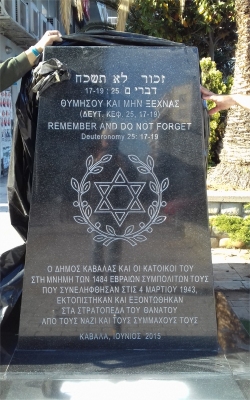 זכור לא תשכח
דברים 25: 17-19
ΘΥΜΗΣΟΥ ΚΑΙ ΜΗΝ ΞΕΧΝΑΣ
(ΔΕΥΤ. ΚΕΦ. 25, 17-19)
REMEMBER AND DO NOT FORGET
Deuteronomy 25: 17-19
Ο ΔΗΜΟΣ ΚΑΒΑΛΑΣ ΚΑΙ ΟΙ ΚΑΤΟΙΚΟΙ ΤΟΥ
ΣΤΗ ΜΝΗΜΗ ΤΩΝ 1484 ΕΒΡΑΙΩΝ ΣΥΜΠΟΛΙΤΩΝ ΤΟΥΣ
ΠΟΥ ΣΥΝΕΛΗΦΘΗΣΑΝ ΣΤΙΣ 4 ΜΑΡΤΙΟΥ 1943,
ΕΚΤΟΠΙΣΤΗΚΑΝ ΚΑΙ ΕΞΟΝΤΩΘΗΚΑΝ
ΣΤΑ ΣΤΡΑΤΟΠΕΔΑ ΤΟΥ ΘΑΝΑΤΟΥ
ΑΠΟ ΤΟΥΣ ΝΑΖΙ ΚΑΙ ΤΟΥΣ ΣΥΜΜΑΧΟΥΣ ΤΟΥΣ
ΚΑΒΑΛΑ, ΙΟΥΝΙΟΣ 2015